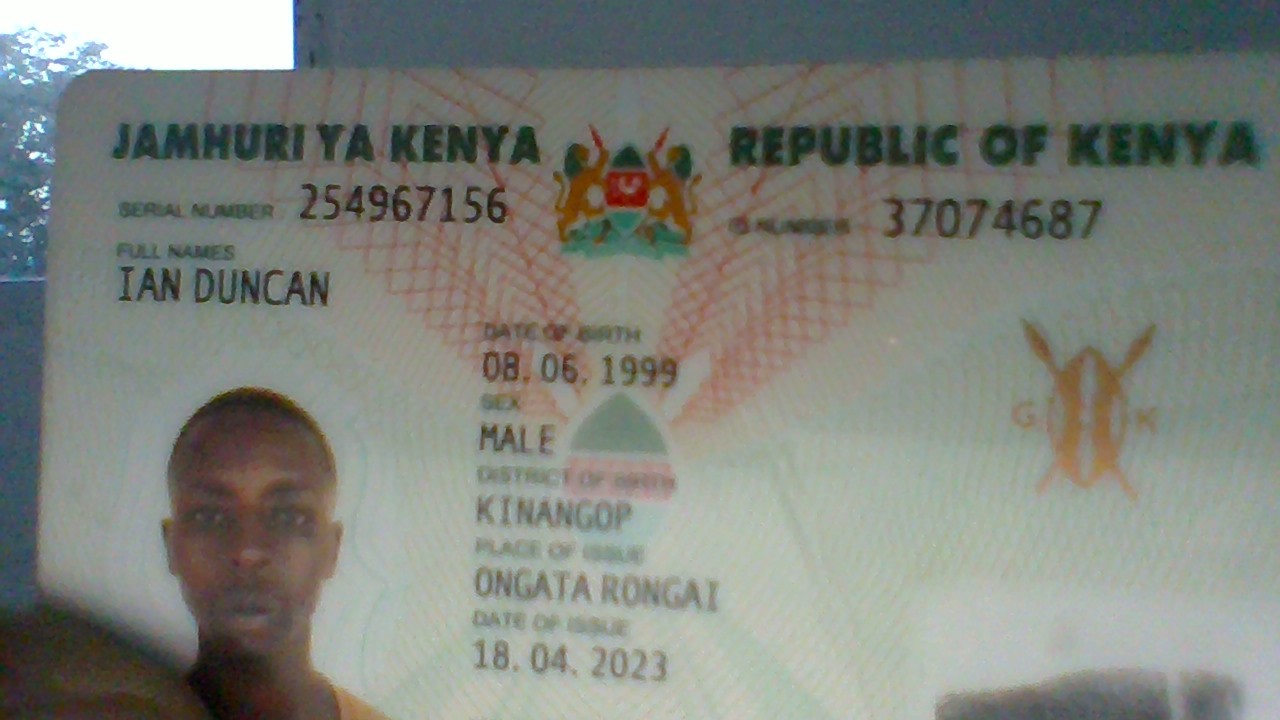 JAMHURI YA KENYA
REPUBLIC OF KENYA
SERIAL NUMBER 254967156
ID NUMBER 37074687
FULL NAMES
IAN DUNCAN
DATE OF BIRTH
08. 06. 1999
SEX
MALE
DISTRICT OF BIRTH
KINANGOP
PLACE OF ISSUE
ONGATA RONGAI
DATE OF ISSUE
18. 04. 2023
G K